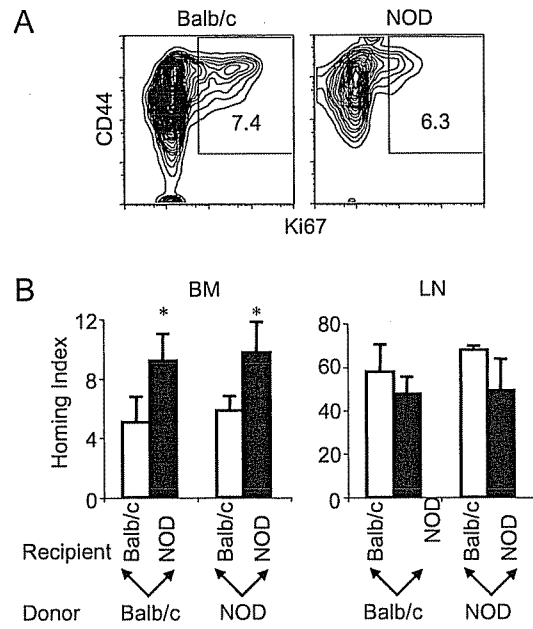 A
Balb/c
NOD
CD44
7.4
6.3
Ki67
B
BM
LN
Homing Index
12
8
4
0
*
*
80
60
40
20
0
Recipient
Balb/c
NOD
Balb/c
NOD
Balb/c
NOD
Balb/c
NOD
Donor
Balb/c
NOD
Balb/c
NOD